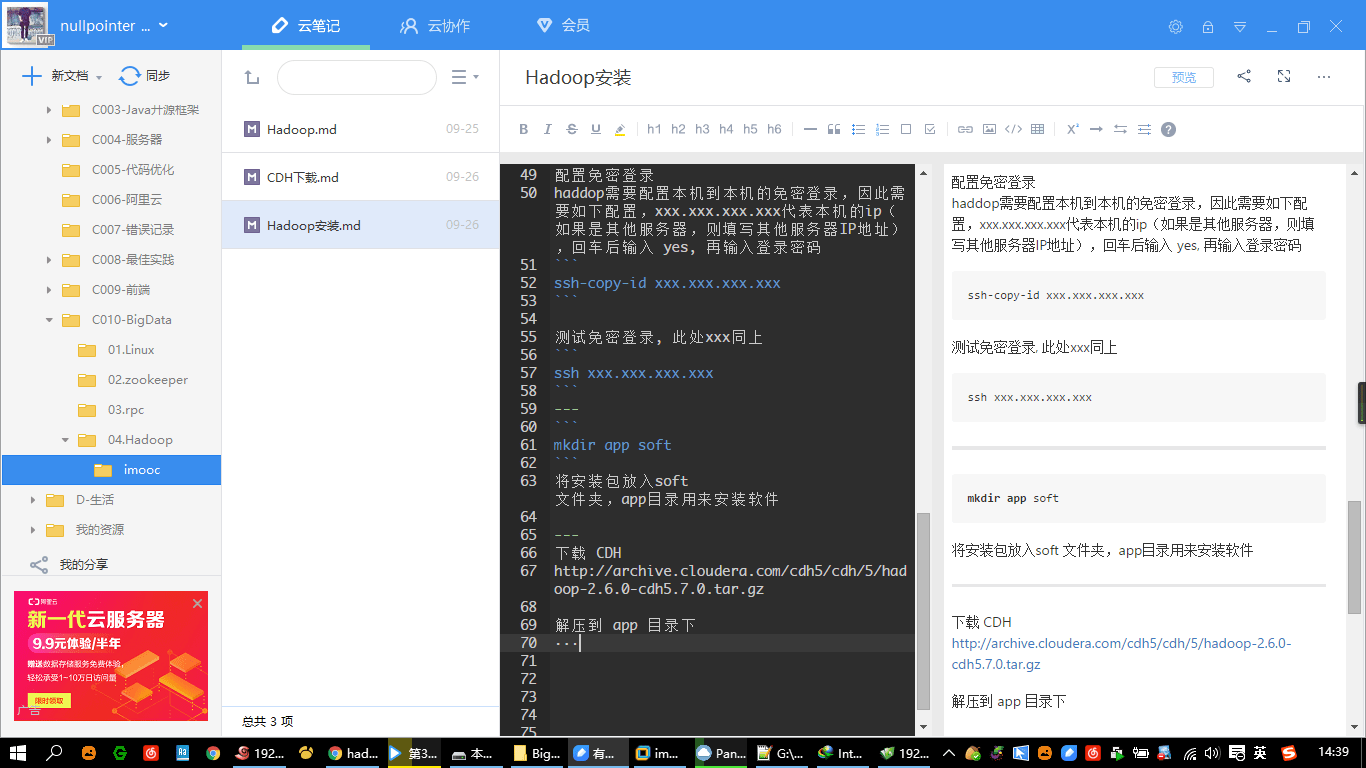 nullpointer ...
VIP
云笔记
云协作
会员
新文档
同步
C003-Java开源框架
C004-服务器
C005-代码优化
C006-阿里云
C007-错误记录
C008-最佳实践
C009-前端
C010-BigData
01.Linux
02.zookeeper
03.rpc
04.Hadoop
imooc
D-生活
我的资源
我的分享
阿里云
新一代云服务器
9.9元体验/半年
赠送数据存储服务免费体验,
轻松承受1~10万日访问量
限时领取
广告
Hadoop.md 09-25
CDH下载.md 09-26
Hadoop安装.md 09-26
总共 3 项
Hadoop安装
预览
B I S U h1 h2 h3 h4 h5 h6
49 配置免密登录
50 haddop需要配置本机到本机的免密登录，因此需
要如下配置，xxx.xxx.xxx.xxx代表本机的ip（
如果是其他服务器，则填写其他服务器IP地址）
，回车后输入 yes, 再输入登录密码
51 ```
52 ssh-copy-id xxx.xxx.xxx.xxx
53 ```
54
55 测试免密登录, 此处xxx同上
56 ```
57 ssh xxx.xxx.xxx.xxx
58 ```
59 ---
60 ```
61 mkdir app soft
62 ```
63 将安装包放入soft
文件夹，app目录用来安装软件
64
65 ---
66 下载 CDH
67 http://archive.cloudera.com/cdh5/cdh/5/had
oop-2.6.0-cdh5.7.0.tar.gz
68
69 解压到 app 目录下
70 ···
71
72
73
74
75
配置免密登录
haddop需要配置本机到本机的免密登录，因此需要如下配
置，xxx.xxx.xxx.xxx代表本机的ip（如果是其他服务器，则填
写其他服务器IP地址），回车后输入 yes, 再输入登录密码
ssh-copy-id xxx.xxx.xxx.xxx
测试免密登录, 此处xxx同上
ssh xxx.xxx.xxx.xxx
mkdir app soft
将安装包放入soft 文件夹，app目录用来安装软件
下载 CDH
http://archive.cloudera.com/cdh5/cdh/5/hadoop-2.6.0-
cdh5.7.0.tar.gz
解压到 app 目录下
192...
had...
第3...
本...
Big...
有...
im...
Pan...
G:\...
Int...
192...
英
14:39